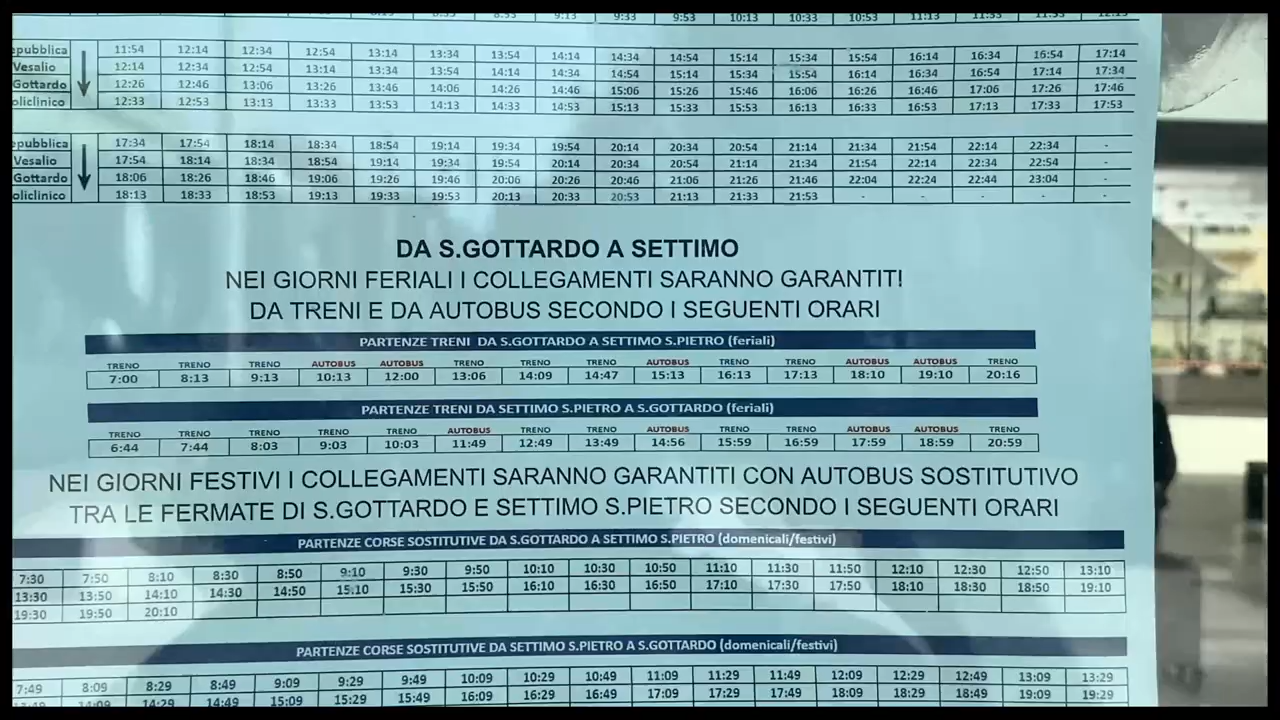 9:13 9:33 9:53 10:13 10:33 10:53 11:13 11:33
epubblica 11:54 12:14 12:34 12:54 13:14 13:34 13:54 14:14 14:34 14:54 15:14 15:34 15:54 16:14 16:34 16:54 17:14
Vesalio 12:14 12:34 12:54 13:14 13:34 13:54 14:14 14:34 14:54 15:14 15:34 15:54 16:14 16:34 16:54 17:14 17:34
Gottardo 12:26 12:46 13:06 13:26 13:46 14:06 14:26 14:46 15:06 15:26 15:46 16:06 16:26 16:46 17:06 17:26 17:46
oliclinico 12:33 12:53 13:13 13:33 13:53 14:13 14:33 14:53 15:13 15:33 15:53 16:13 16:33 16:53 17:13 17:33 17:53
epubblica 17:34 17:54 18:14 18:34 18:54 19:14 19:34 19:54 20:14 20:34 20:54 21:14 21:34 21:54 22:14 22:34 -
Vesalio 17:54 18:14 18:34 18:54 19:14 19:34 19:54 20:14 20:34 20:54 21:14 21:34 21:54 22:14 22:34 22:54 -
Gottardo 18:06 18:26 18:46 19:06 19:26 19:46 20:06 20:26 20:46 21:06 21:26 21:46 22:04 22:24 22:44 23:04 -
oliclinico 18:13 18:33 18:53 19:13 19:33 19:53 20:13 20:33 20:53 21:13 21:33 21:53 - - - - -
DA S.GOTTARDO A SETTIMO
NEI GIORNI FERIALI I COLLEGAMENTI SARANNO GARANTITI
DA TRENI E DA AUTOBUS SECONDO I SEGUENTI ORARI
PARTENZE TRENI DA S.GOTTARDO A SETTIMO S.PIETRO (feriali)
TRENO TRENO TRENO AUTOBUS AUTOBUS TRENO TRENO TRENO AUTOBUS TRENO TRENO AUTOBUS AUTOBUS TRENO
7:00 8:13 9:13 10:13 12:00 13:06 14:09 14:47 15:13 16:13 17:13 18:10 19:10 20:16
PARTENZE TRENI DA SETTIMO S.PIETRO A S.GOTTARDO (feriali)
TRENO TRENO TRENO TRENO TRENO AUTOBUS TRENO TRENO AUTOBUS TRENO TRENO AUTOBUS AUTOBUS TRENO
6:44 7:44 8:03 9:03 10:03 11:49 12:49 13:49 14:56 15:59 16:59 17:59 18:59 20:59
NEI GIORNI FESTIVI I COLLEGAMENTI SARANNO GARANTITI CON AUTOBUS SOSTITUTIVO
TRA LE FERMATE DI S.GOTTARDO E SETTIMO S.PIETRO SECONDO I SEGUENTI ORARI
PARTENZE CORSE SOSTITUTIVE DA S.GOTTARDO A SETTIMO S.PIETRO (domenicali/festivi)
7:30 7:50 8:10 8:30 8:50 9:10 9:30 9:50 10:10 10:30 10:50 11:10 11:30 11:50 12:10 12:30 12:50 13:10
13:30 13:50 14:10 14:30 14:50 15:10 15:30 15:50 16:10 16:30 16:50 17:10 17:30 17:50 18:10 18:30 18:50 19:10
19:30 19:50 20:10
PARTENZE CORSE SOSTITUTIVE DA SETTIMO S.PIETRO A S.GOTTARDO (domenicali/festivi)
7:49 8:09 8:29 8:49 9:09 9:29 9:49 10:09 10:29 10:49 11:09 11:29 11:49 12:09 12:29 12:49 13:09 13:29
14:09 14:29 14:49 15:09 15:29 15:49 16:09 16:29 16:49 17:09 17:29 17:49 18:09 18:29 18:49 19:09 19:29